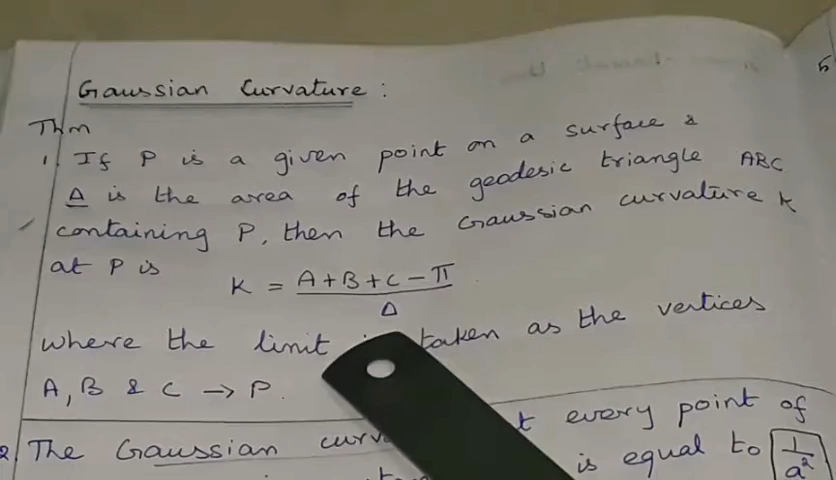 Gaussian Curvature :
Thm
1. If P is a given point on a surface &
Δ is the area of the geodesic triangle ABC
containing P, then the Gaussian curvature K
at P is
K = A+B+C-π / Δ
where the limit taken as the vertices
A, B & C → P.
2. The Gaussian every point of
is equal to 1/a²